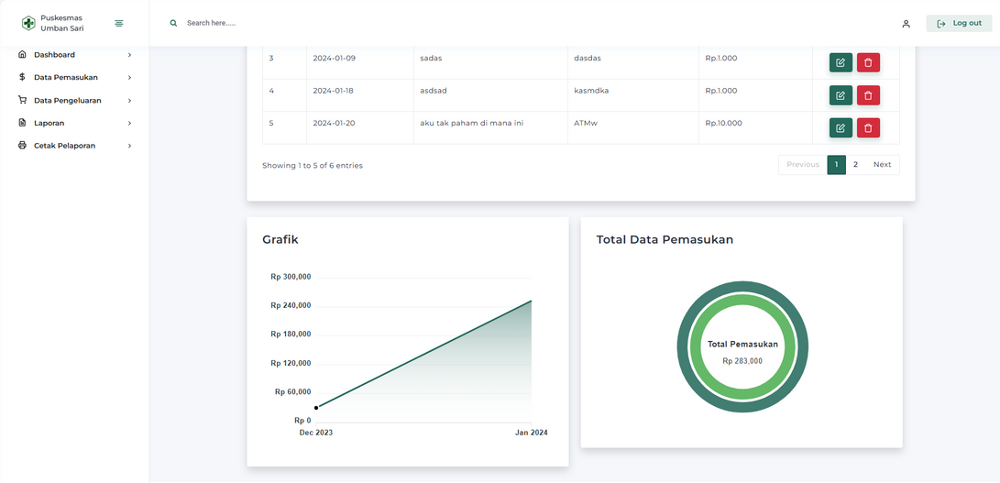 Puskesmas
Umban Sari
Search here.....
Log out
Dashboard
Data Pemasukan
Data Pengeluaran
Laporan
Cetak Pelaporan
3 2024-01-09 sadas dasdas Rp.1.000
4 2024-01-18 asdsad kasmdka Rp.1.000
5 2024-01-20 aku tak paham di mana ini ATMw Rp.10.000
Showing 1 to 5 of 6 entries
Previous 1 2 Next
Grafik
Rp 300,000
Rp 240,000
Rp 180,000
Rp 120,000
Rp 60,000
Rp 0
Dec 2023 Jan 2024
Total Data Pemasukan
Total Pemasukan
Rp 283,000